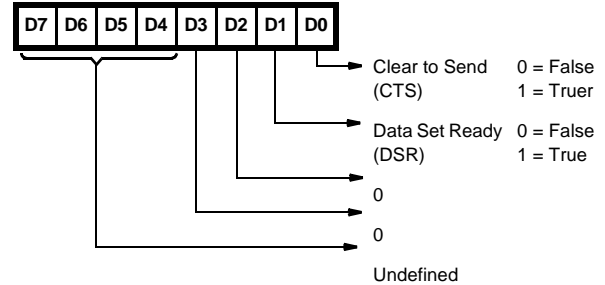 D7 D6 D5 D4 D3 D2 D1 D0
Clear to Send 0 = False
(CTS) 1 = Truer
Data Set Ready 0 = False
(DSR) 1 = True
0
0
Undefined